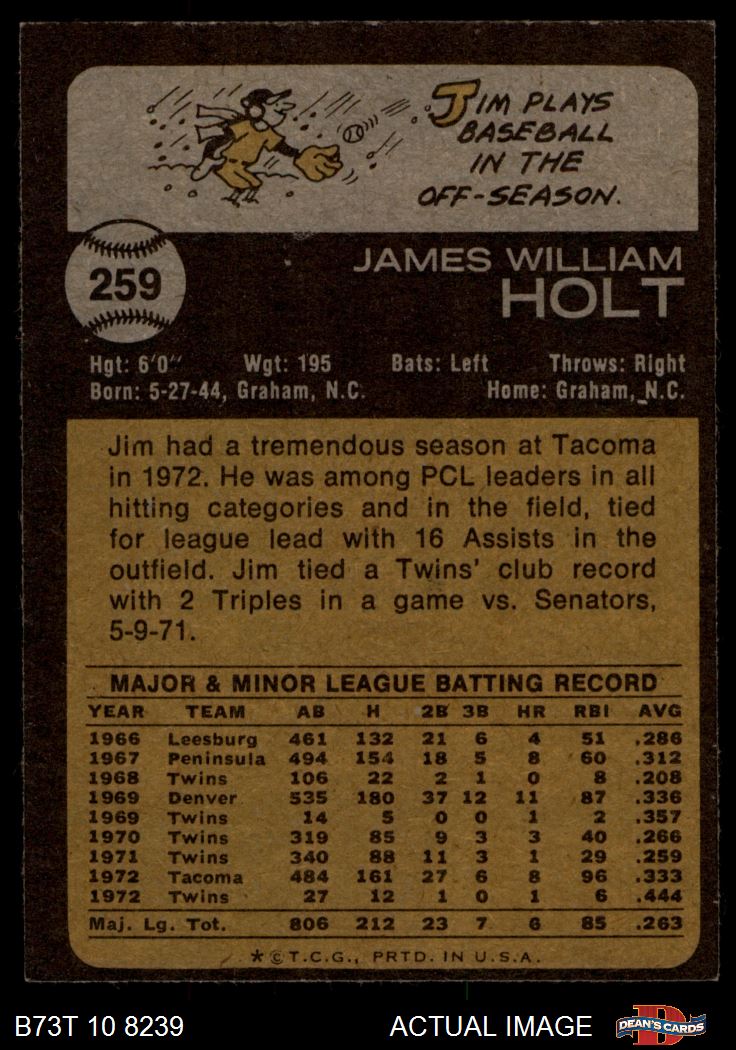 JIM PLAYS
BASEBALL
IN THE
OFF-SEASON.
259
JAMES WILLIAM
HOLT
Hgt: 6'0" Wgt: 195 Bats: Left Throws: Right
Born: 5-27-44, Graham, N.C. Home: Graham, N.C.
Jim had a tremendous season at Tacoma
in 1972. He was among PCL leaders in all
hitting categories and in the field, tied
for league lead with 16 Assists in the
outfield. Jim tied a Twins' club record
with 2 Triples in a game vs. Senators,
5-9-71.
MAJOR & MINOR LEAGUE BATTING RECORD
YEAR TEAM AB H 2B 3B HR RBI AVG
1966 Leesburg 461 132 21 6 4 51 .286
1967 Peninsula 494 154 18 5 8 60 .312
1968 Twins 106 22 2 1 0 8 .208
1969 Denver 535 180 37 12 11 87 .336
1969 Twins 14 5 0 0 1 2 .357
1970 Twins 319 85 9 3 3 40 .266
1971 Twins 340 88 11 3 1 29 .259
1972 Tacoma 484 161 27 6 8 96 .333
1972 Twins 27 12 1 0 1 6 .444
Maj. Lg. Tot. 806 212 23 7 6 85 .263
*©T.C.G., PRTD. IN U.S.A.
B73T 10 8239 ACTUAL IMAGE D DEAN'S CARDS